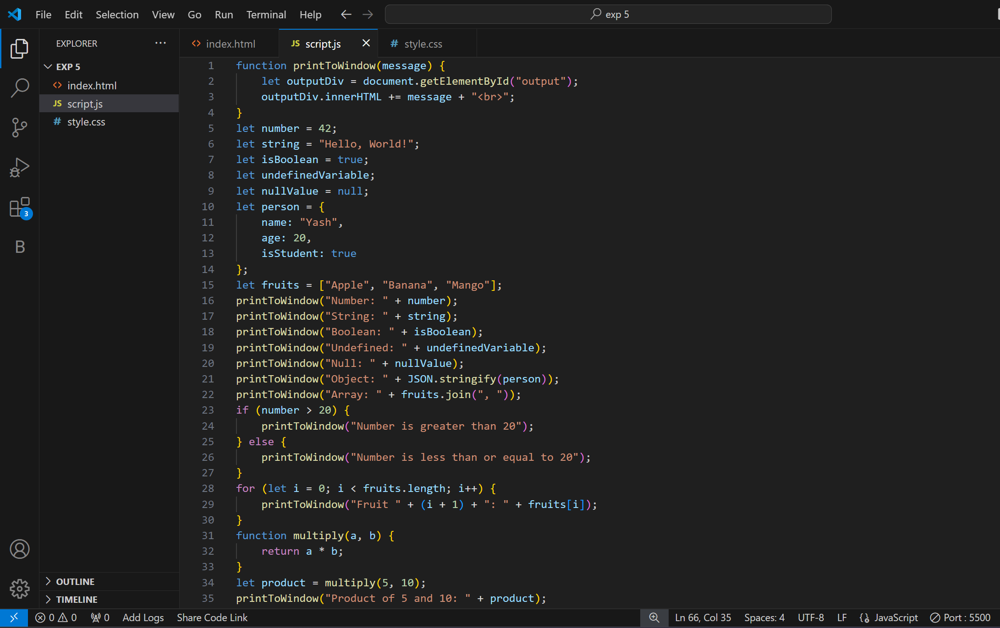 File Edit Selection View Go Run Terminal Help exp 5
EXPLORER
EXP 5
index.html
JS script.js
# style.css
3
B
OUTLINE
TIMELINE
index.html JS script.js # style.css
1 function printToWindow(message) {
2     let outputDiv = document.getElementById("output");
3     outputDiv.innerHTML += message + "<br>";
4 }
5 let number = 42;
6 let string = "Hello, World!";
7 let isBoolean = true;
8 let undefinedVariable;
9 let nullValue = null;
10 let person = {
11     name: "Yash",
12     age: 20,
13     isStudent: true
14 };
15 let fruits = ["Apple", "Banana", "Mango"];
16 printToWindow("Number: " + number);
17 printToWindow("String: " + string);
18 printToWindow("Boolean: " + isBoolean);
19 printToWindow("Undefined: " + undefinedVariable);
20 printToWindow("Null: " + nullValue);
21 printToWindow("Object: " + JSON.stringify(person));
22 printToWindow("Array: " + fruits.join(", "));
23 if (number > 20) {
24     printToWindow("Number is greater than 20");
25 } else {
26     printToWindow("Number is less than or equal to 20");
27 }
28 for (let i = 0; i < fruits.length; i++) {
29     printToWindow("Fruit " + (i + 1) + ": " + fruits[i]);
30 }
31 function multiply(a, b) {
32     return a * b;
33 }
34 let product = multiply(5, 10);
35 printToWindow("Product of 5 and 10: " + product);
0 0 0 Add Logs Share Code Link Ln 66, Col 35 Spaces: 4 UTF-8 LF JavaScript Port : 5500